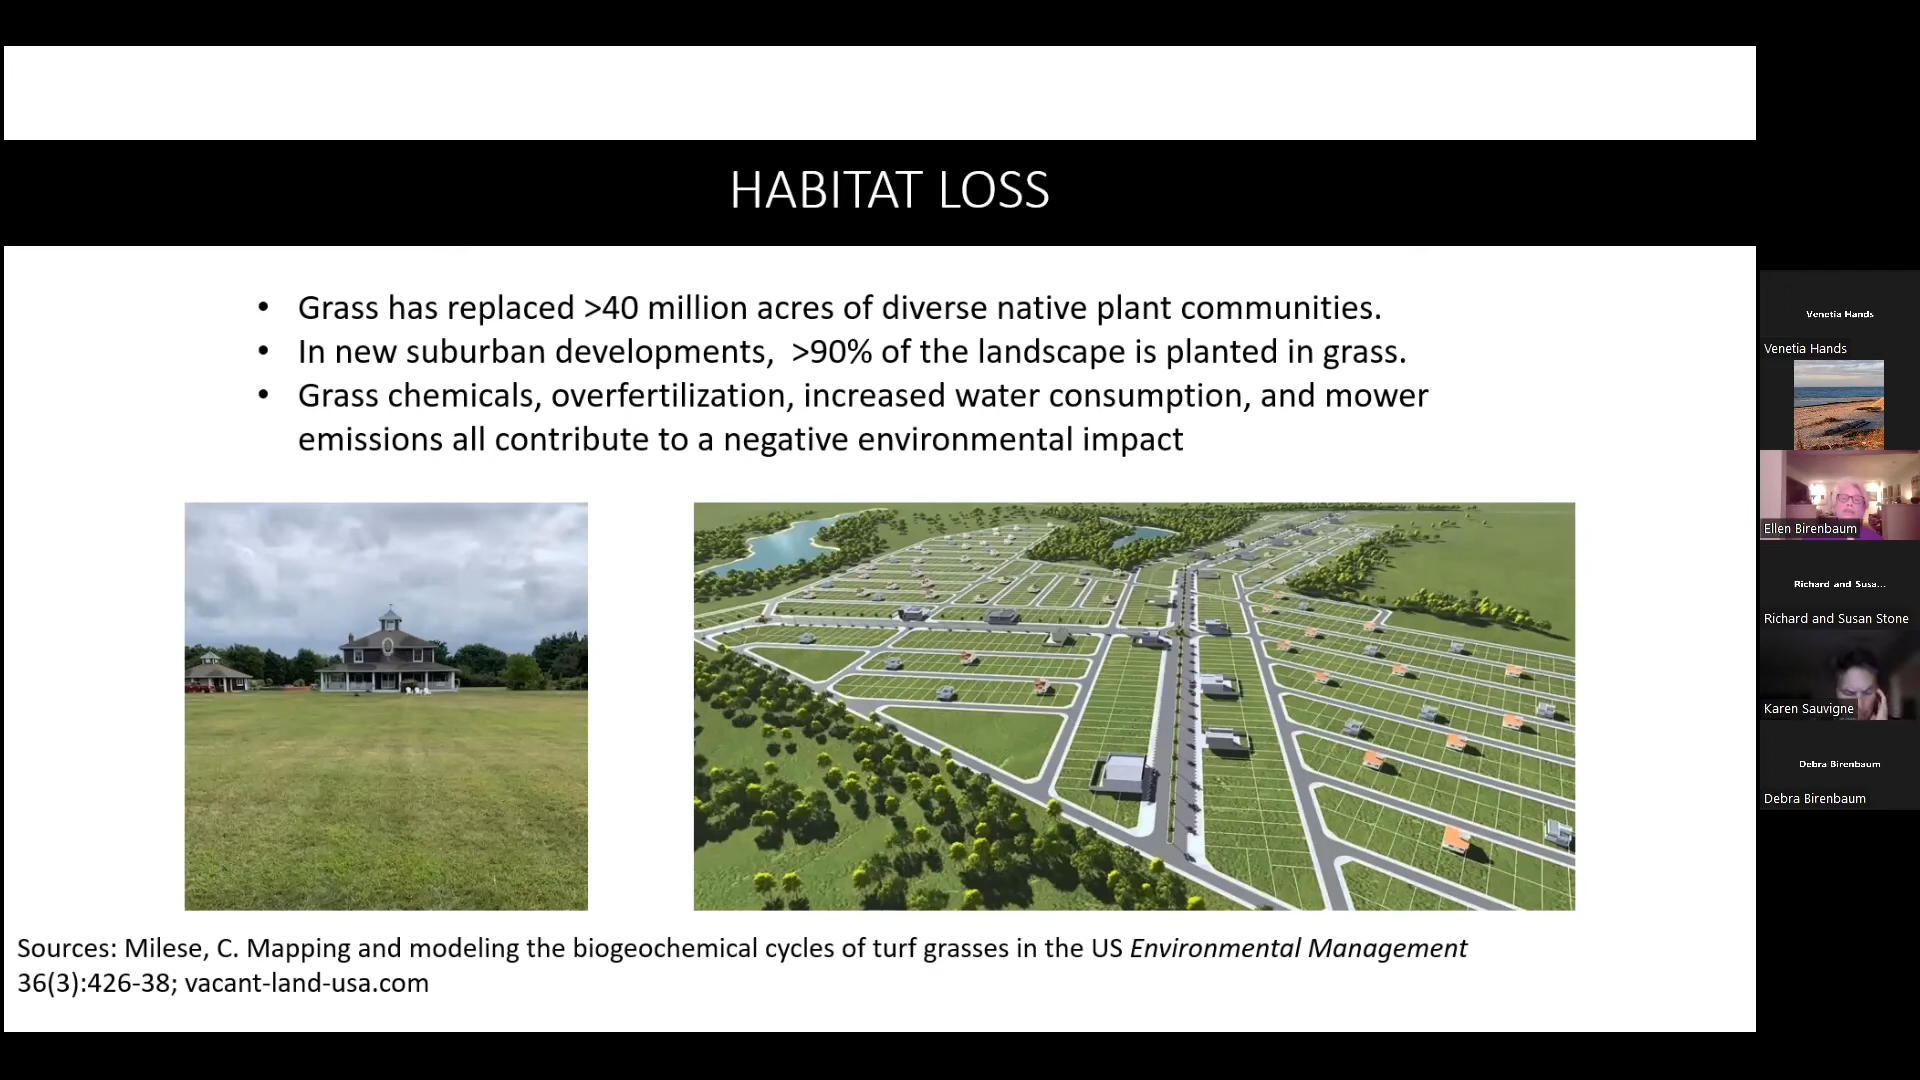 HABITAT LOSS
• Grass has replaced >40 million acres of diverse native plant communities.
• In new suburban developments, >90% of the landscape is planted in grass.
• Grass chemicals, overfertilization, increased water consumption, and mower
emissions all contribute to a negative environmental impact
Sources: Milese, C. Mapping and modeling the biogeochemical cycles of turf grasses in the US Environmental Management
36(3):426-38; vacant-land-usa.com
Venetia Hands
Venetia Hands
Ellen Birenbaum
Richard and Susa...
Richard and Susan Stone
Karen Sauvigne
Debra Birenbaum
Debra Birenbaum